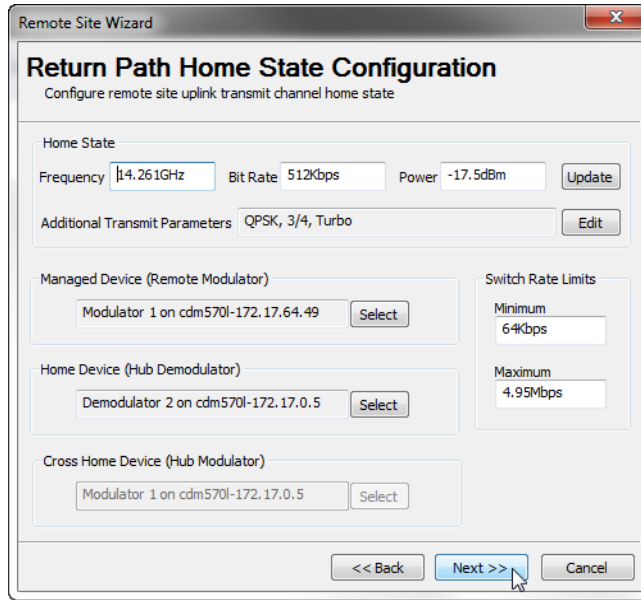 Remote Site Wizard
Return Path Home State Configuration
Configure remote site uplink transmit channel home state
Home State
Frequency 14.261GHz Bit Rate 512Kbps Power -17.5dBm Update
Additional Transmit Parameters QPSK, 3/4, Turbo Edit
Managed Device (Remote Modulator)
Modulator 1 on cdm570l-172.17.64.49 Select
Home Device (Hub Demodulator)
Demodulator 2 on cdm570l-172.17.0.5 Select
Cross Home Device (Hub Modulator)
Modulator 1 on cdm570l-172.17.0.5 Select
Switch Rate Limits
Minimum
64Kbps
Maximum
4.95Mbps
<< Back Next >> Cancel